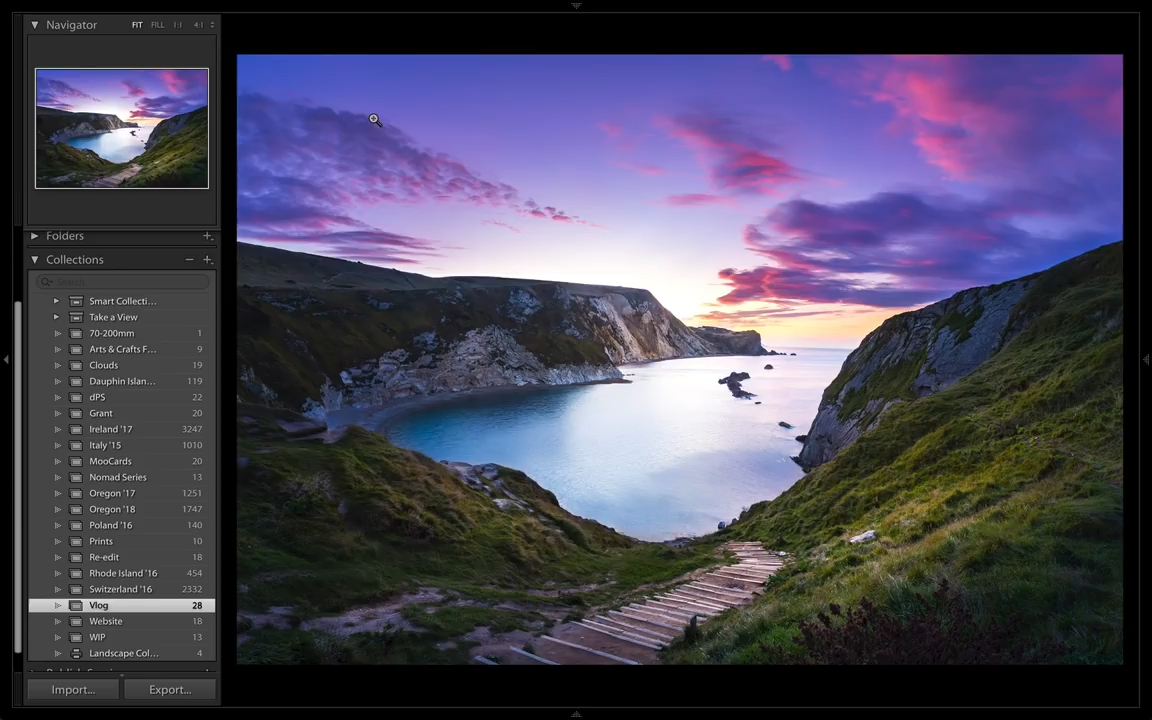 Navigator FIT FILL 1:1 4:1
Folders
Collections
Search
Smart Collecti...
Take a View
70-200mm 1
Arts & Crafts F... 9
Clouds 19
Dauphin Islan... 119
dPS 22
Grant 20
Ireland '17 3247
Italy '15 1010
MooCards 20
Nomad Series 13
Oregon '17 1251
Oregon '18 1747
Poland '16 140
Prints 10
Re-edit 18
Rhode Island '16 454
Switzerland '16 2332
Vlog 28
Website 18
WIP 13
Landscape Col... 4
Import... Export...